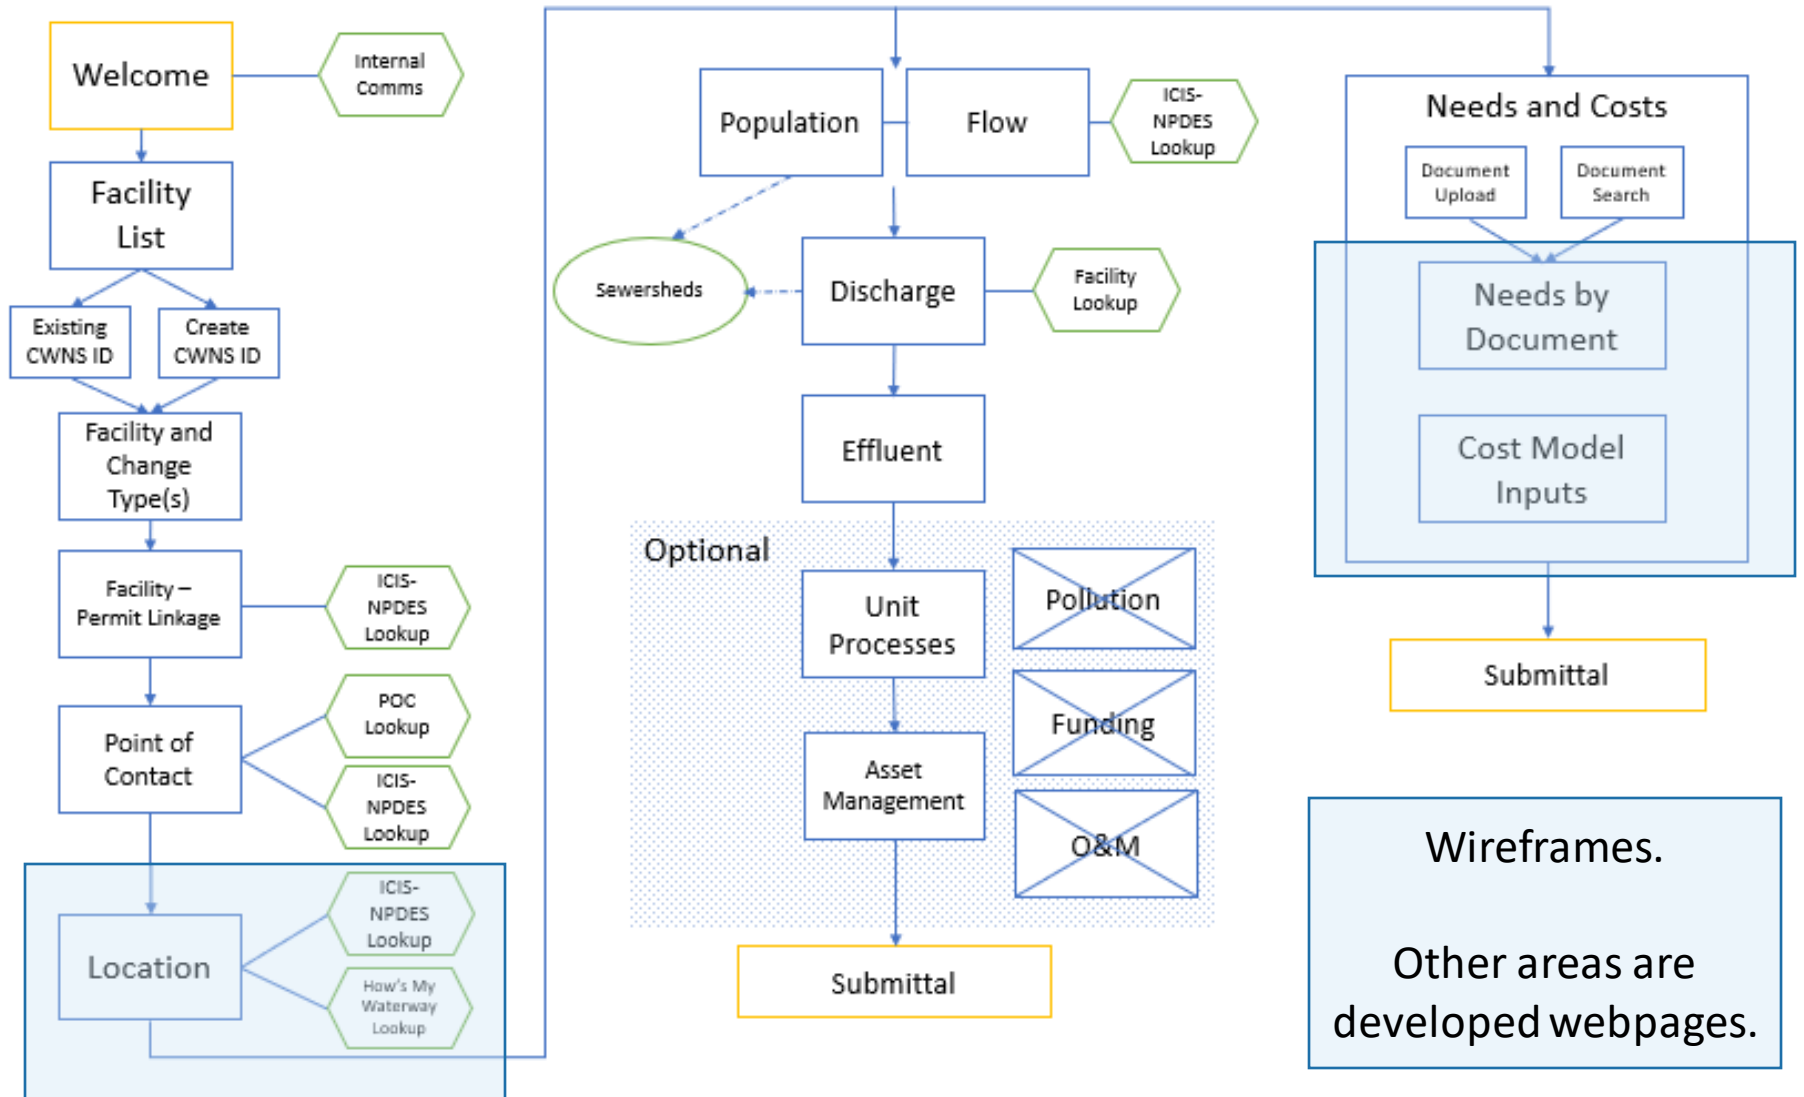 Welcome
Internal
Comms
Facility
List
Existing
CWNS ID
Create
CWNS ID
Facility and
Change
Type(s)
Facility –
Permit Linkage
ICIS-
NPDES
Lookup
Point of
Contact
POC
Lookup
ICIS-
NPDES
Lookup
Location
ICIS-
NPDES
Lookup
How's My
Waterway
Lookup
Population
Flow
ICIS-
NPDES
Lookup
Sewersheds
Discharge
Facility
Lookup
Effluent
Optional
Unit
Processes
Pollution
Funding
Asset
Management
O&M
Submittal
Needs and Costs
Document
Upload
Document
Search
Needs by
Document
Cost Model
Inputs
Submittal
Wireframes.
Other areas are
developed webpages.